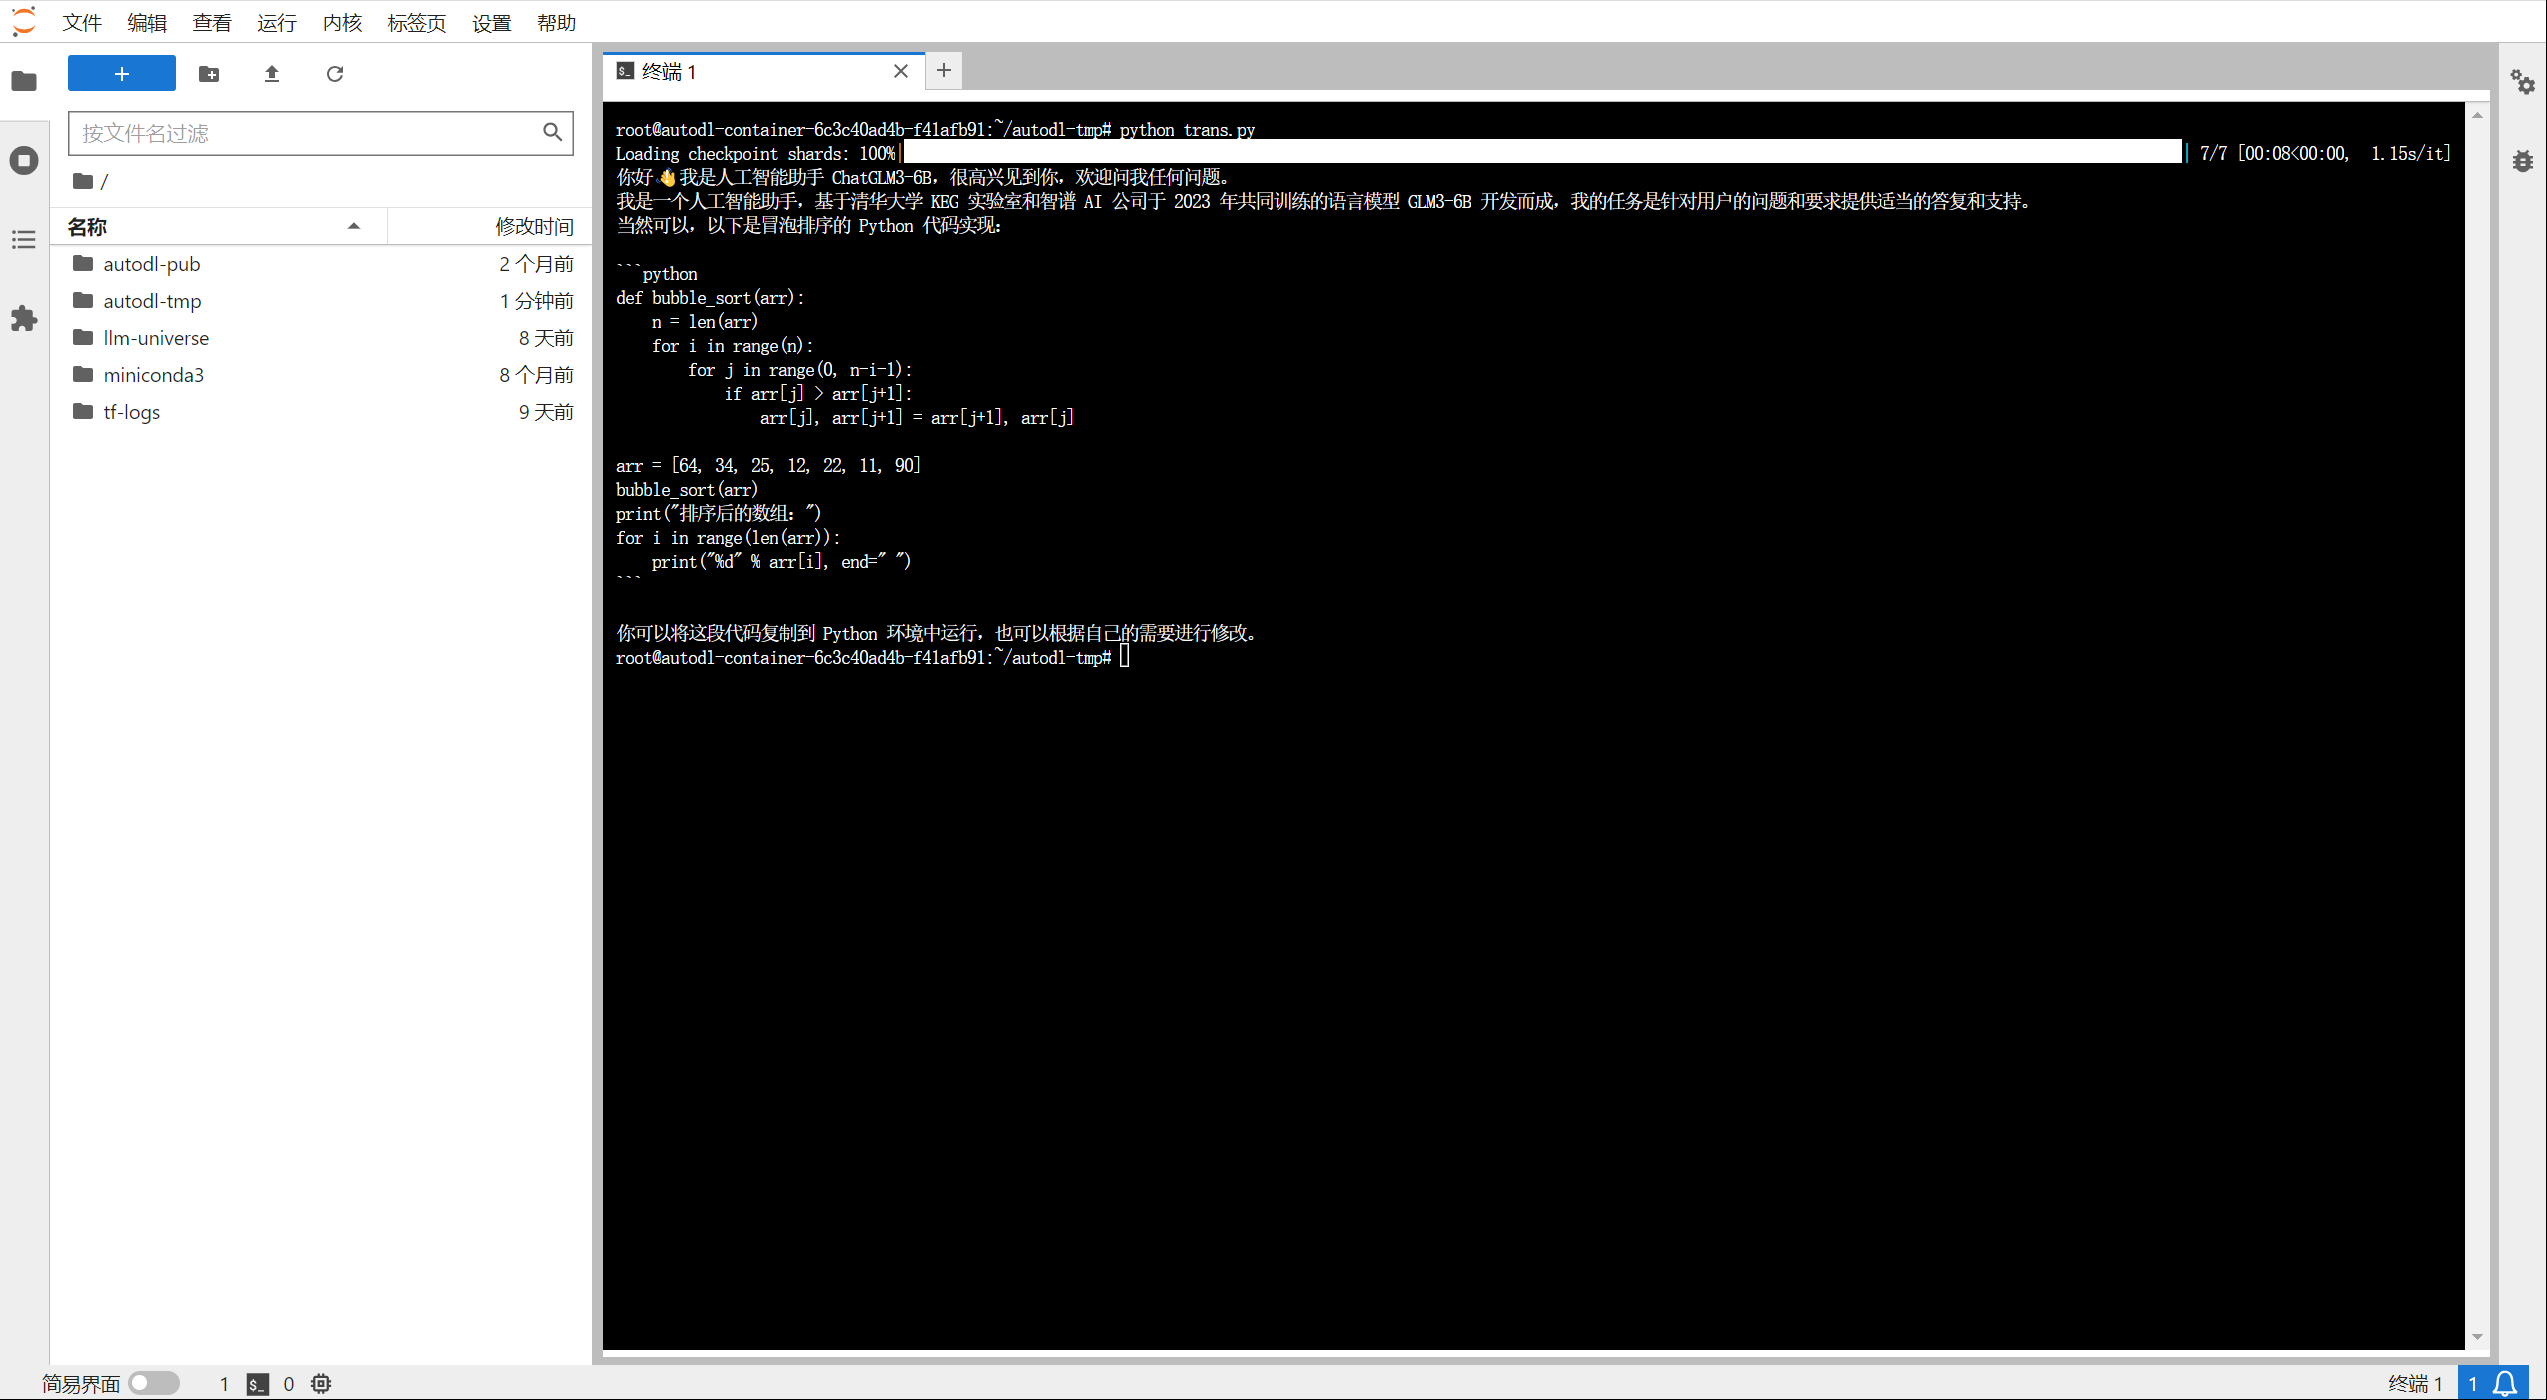 文件 编辑 查看 运行 内核 标签页 设置 帮助
按文件名过滤
/
名称 修改时间
autodl-pub 2 个月前
autodl-tmp 1 分钟前
llm-universe 8 天前
miniconda3 8 个月前
tf-logs 9 天前
终端 1
root@autodl-container-6c3c40ad4b-f41afb91:~/autodl-tmp# python trans.py
Loading checkpoint shards: 100%| | 7/7 [00:08<00:00, 1.15s/it]
你好👋我是人工智能助手 ChatGLM3-6B，很高兴见到你，欢迎问我任何问题。
我是一个人工智能助手，基于清华大学 KEG 实验室和智谱 AI 公司于 2023 年共同训练的语言模型 GLM3-6B 开发而成，我的任务是针对用户的问题和要求提供适当的答复和支持。
当然可以，以下是冒泡排序的 Python 代码实现：
```python
def bubble_sort(arr):
    n = len(arr)
    for i in range(n):
        for j in range(0, n-i-1):
            if arr[j] > arr[j+1]:
                arr[j], arr[j+1] = arr[j+1], arr[j]
arr = [64, 34, 25, 12, 22, 11, 90]
bubble_sort(arr)
print("排序后的数组：")
for i in range(len(arr)):
    print("%d" % arr[i], end=" ")
```
你可以将这段代码复制到 Python 环境中运行，也可以根据自己的需要进行修改。
root@autodl-container-6c3c40ad4b-f41afb91:~/autodl-tmp#
简易界面 1 $_ 0 终端 1 1